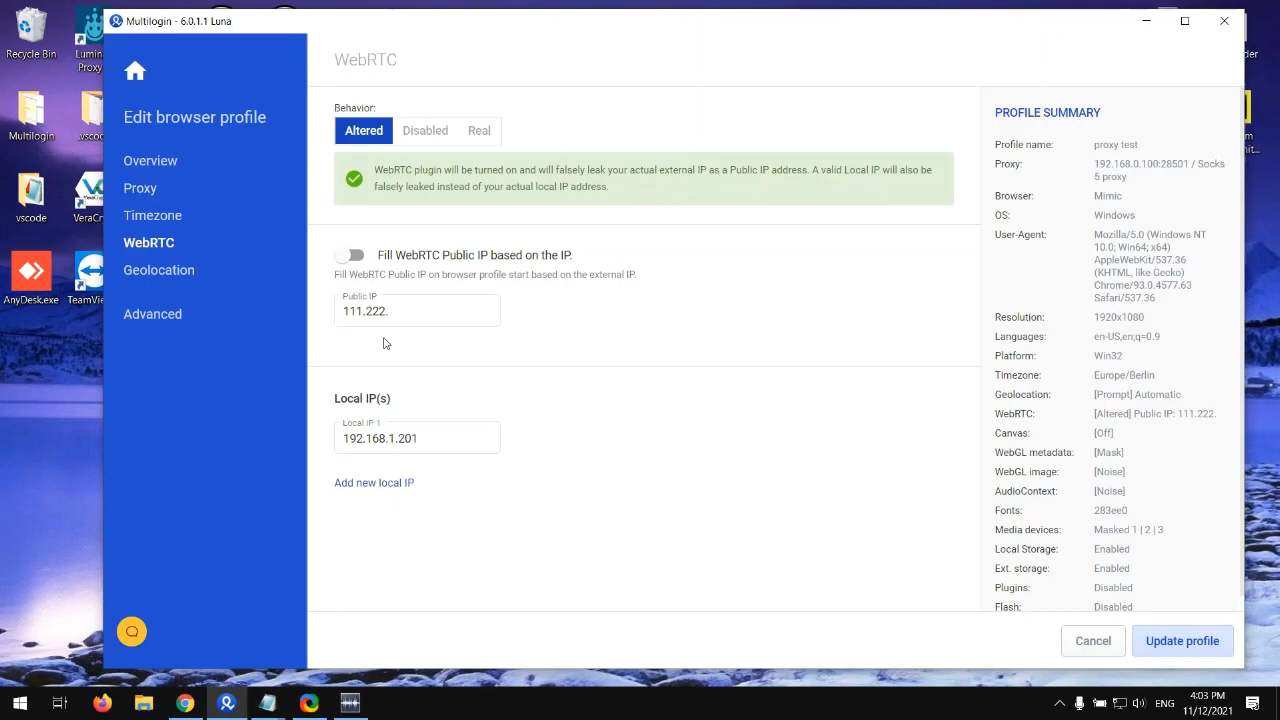 Recycle Bin
Multilogin
vscode
AnyDesk.exe
Multilogin - 6.0.1.1 Luna
Edit browser profile
Overview
Proxy
Timezone
WebRTC
Geolocation
Advanced
WebRTC
Behavior:
Altered Disabled Real
WebRTC plugin will be turned on and will falsely leak your actual external IP as a Public IP address. A valid Local IP will also be
falsely leaked instead of your actual local IP address.
Fill WebRTC Public IP based on the IP.
Fill WebRTC Public IP on browser profile start based on the external IP.
Public IP
111.222.
Local IP(s)
Local IP 1
192.168.1.201
Add new local IP
PROFILE SUMMARY
Profile name: proxy test
Proxy: 192.168.0.100:28501 / Socks
5 proxy
Browser: Mimic
OS: Windows
User-Agent: Mozilla/5.0 (Windows NT
10.0; Win64; x64)
AppleWebKit/537.36
(KHTML, like Gecko)
Chrome/93.0.4577.63
Safari/537.36
Resolution: 1920x1080
Languages: en-US,en;q=0.9
Platform: Win32
Timezone: Europe/Berlin
Geolocation: [Prompt] Automatic
WebRTC: [Altered] Public IP: 111.222.
Canvas: [Off]
WebGL metadata: [Mask]
WebGL image: [Noise]
AudioContext: [Noise]
Fonts: 283ee0
Media devices: Masked 1 | 2 | 3
Local Storage: Enabled
Ext. storage: Enabled
Plugins: Disabled
Flash: Disabled
Cancel Update profile
ENG
4:03 PM
11/12/2021